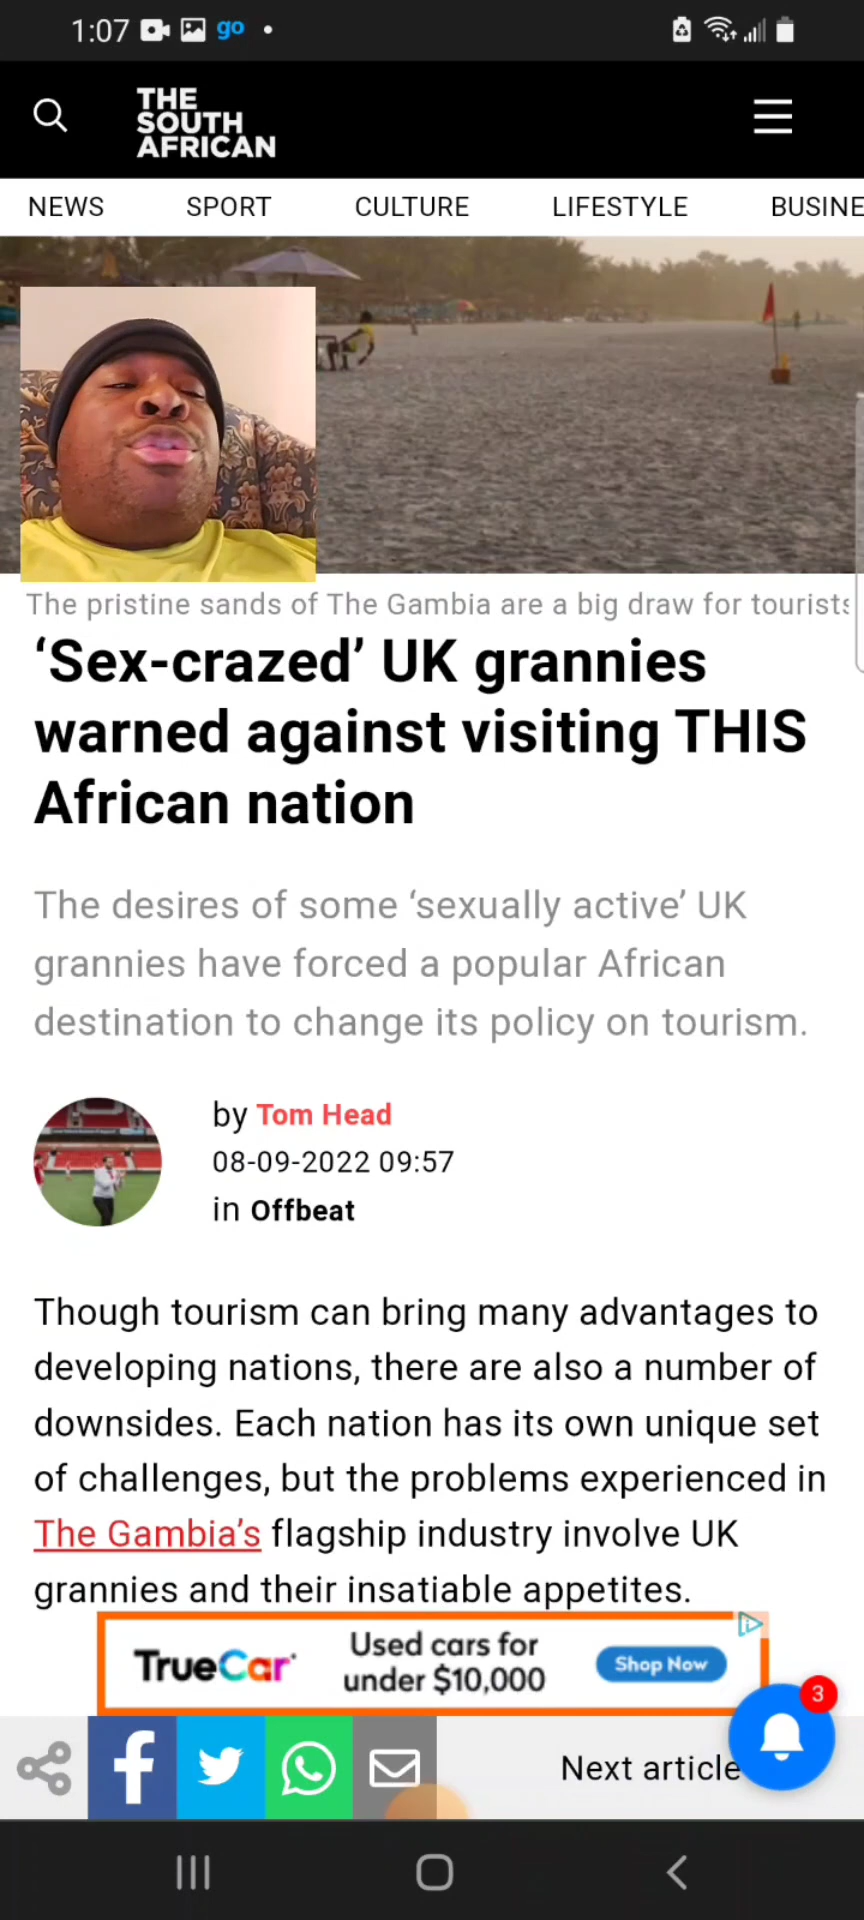 1:07 go
THE
SOUTH
AFRICAN
NEWS SPORT CULTURE LIFESTYLE BUSINE
The pristine sands of The Gambia are a big draw for tourists
‘Sex-crazed’ UK grannies
warned against visiting THIS
African nation
The desires of some ‘sexually active’ UK
grannies have forced a popular African
destination to change its policy on tourism.
by Tom Head
08-09-2022 09:57
in Offbeat
Though tourism can bring many advantages to
developing nations, there are also a number of
downsides. Each nation has its own unique set
of challenges, but the problems experienced in
The Gambia’s flagship industry involve UK
grannies and their insatiable appetites.
TrueCar
Used cars for
under $10,000
Shop Now
3
Next article